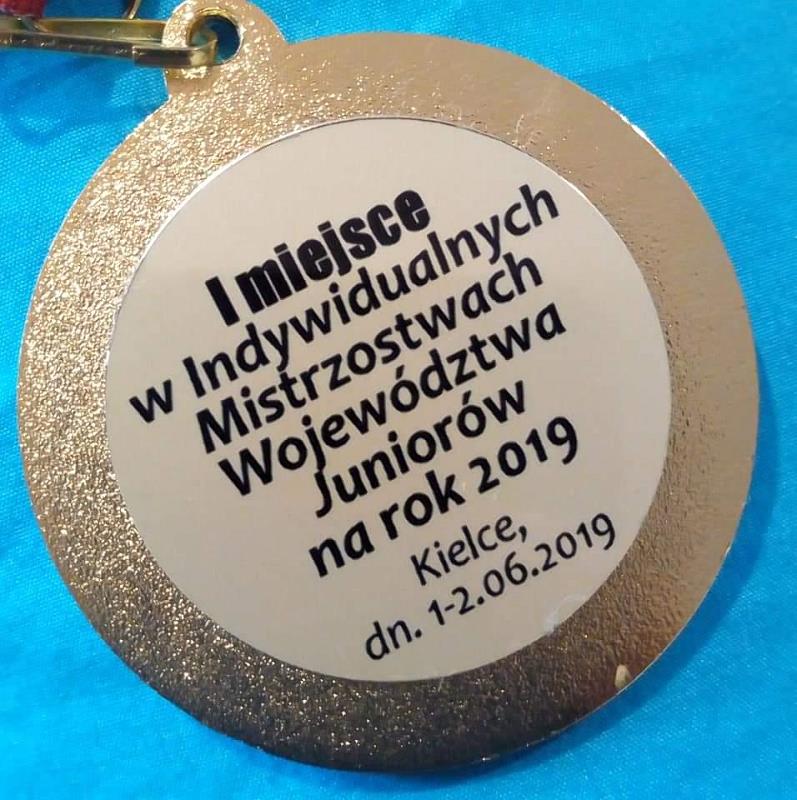 I miejsce
w Indywidualnych
Mistrzostwach
Województwa
Juniorów
na rok 2019
Kielce,
dn. 1-2.06.2019